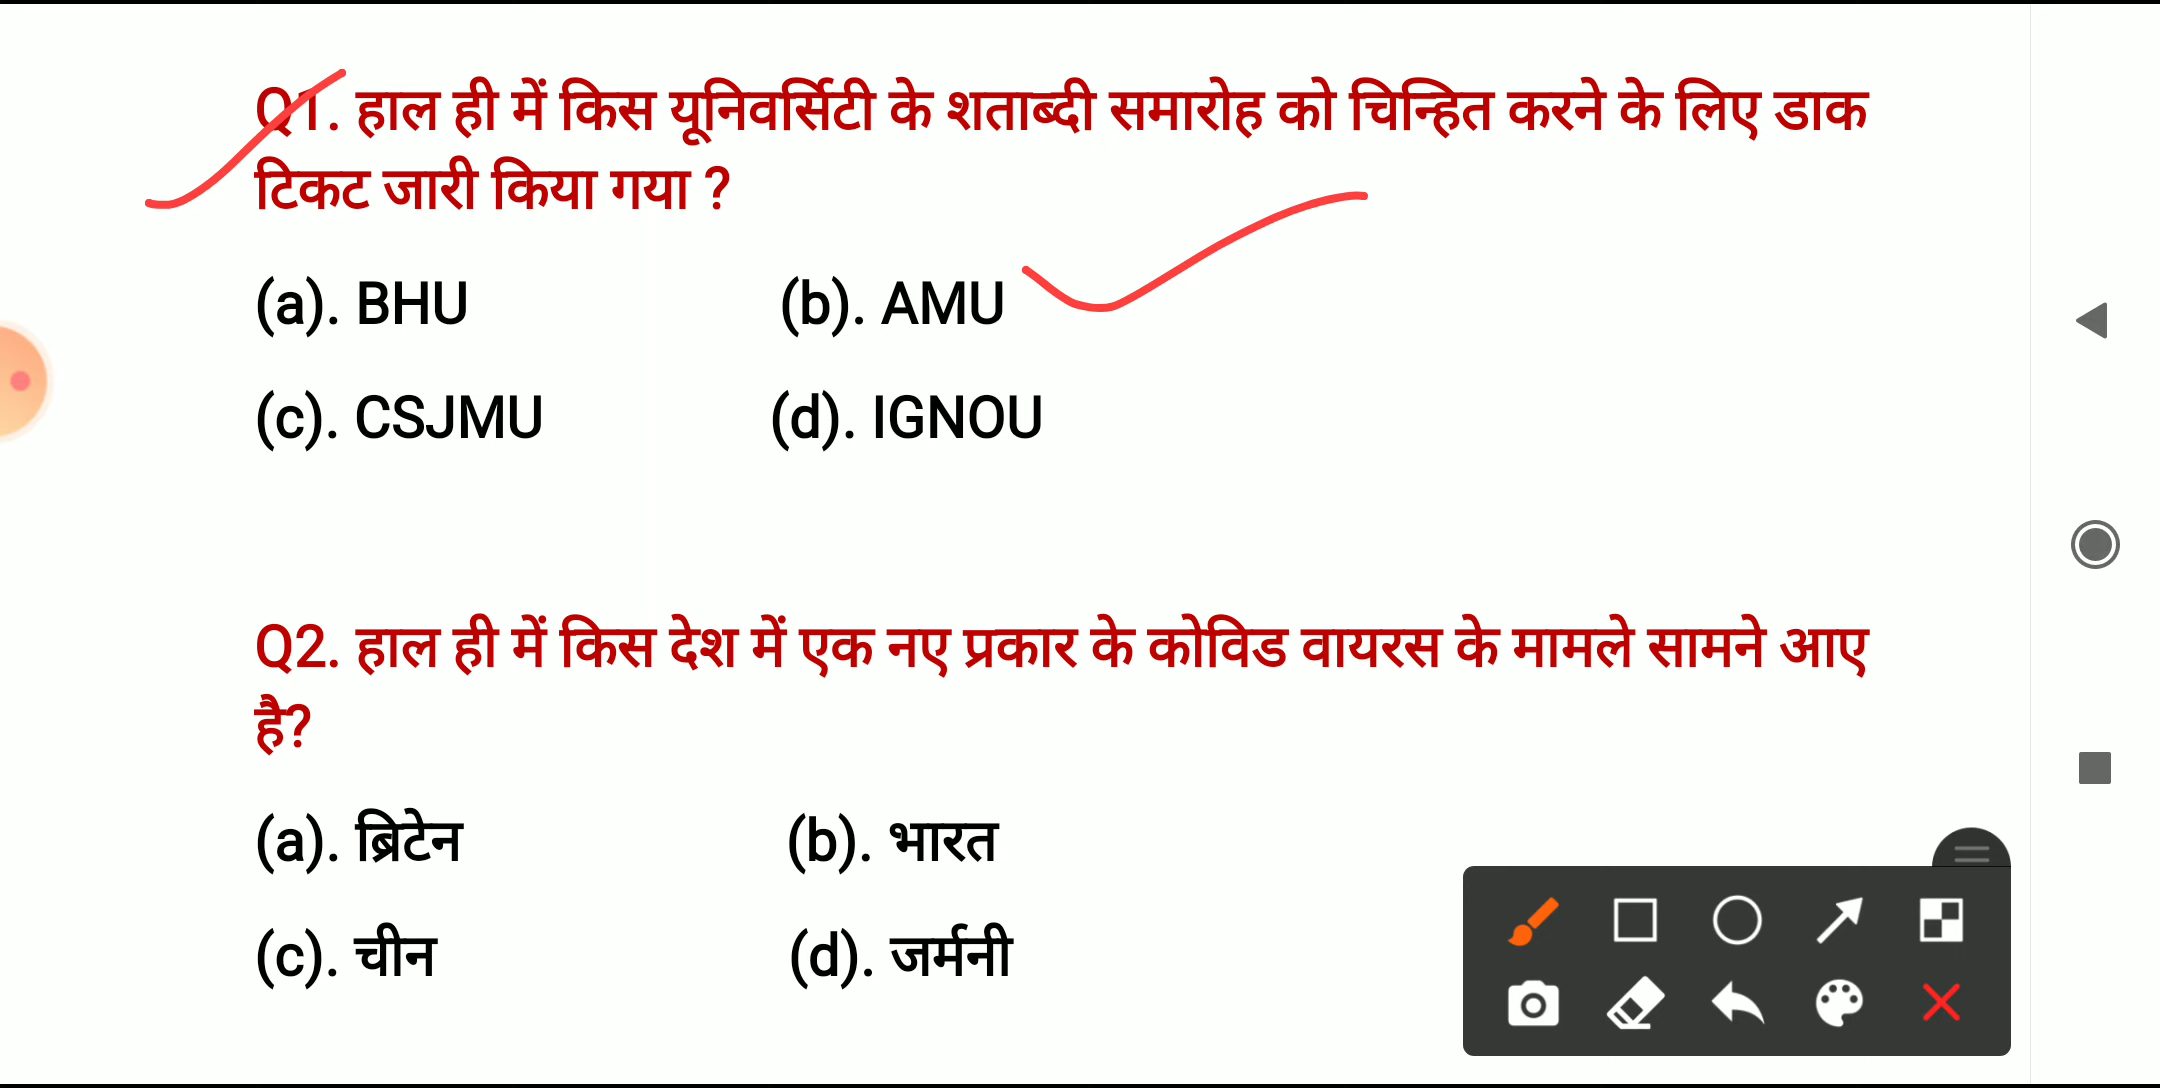 Q1. हाल ही में किस यूनिवर्सिटी के शताब्दी समारोह को चिन्हित करने के लिए डाक
टिकट जारी किया गया ?
(a). BHU (b). AMU
(c). CSJMU (d). IGNOU
Q2. हाल ही में किस देश में एक नए प्रकार के कोविड वायरस के मामले सामने आए
है?
(a). ब्रिटेन (b). भारत
(c). चीन (d). जर्मनी